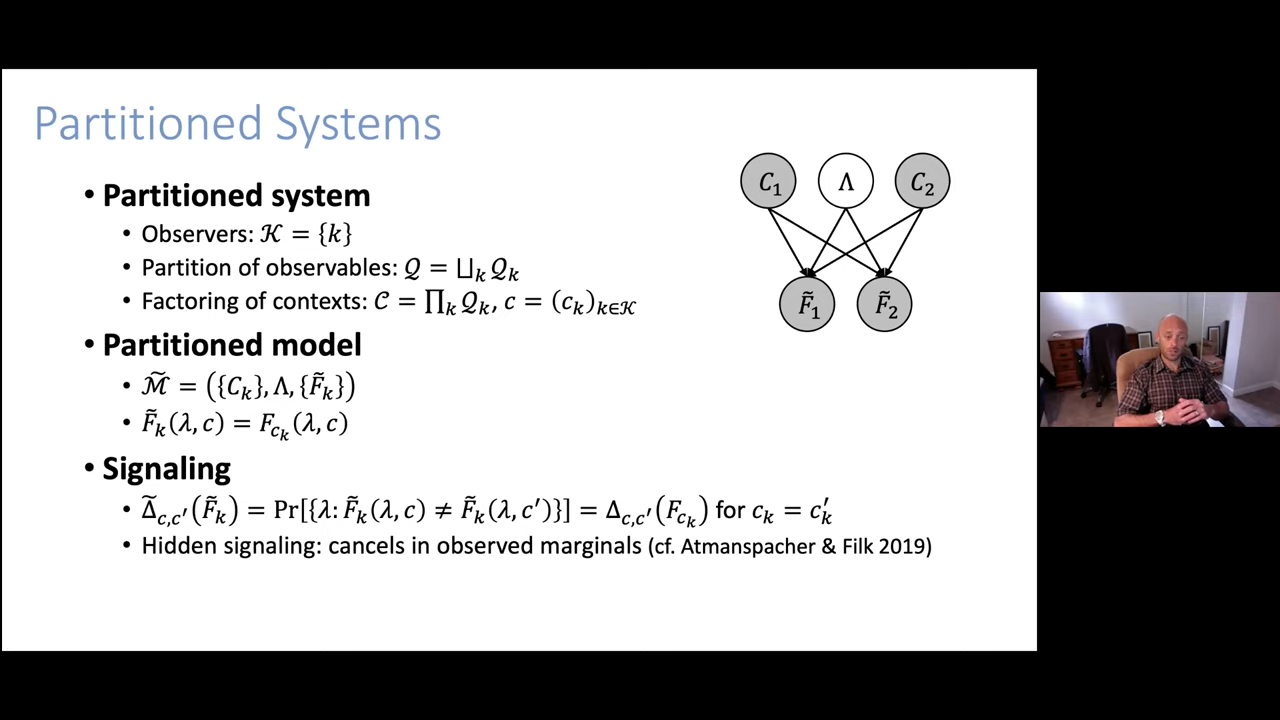 Partitioned Systems
• Partitioned system
• Observers: 𝒦 = {k}
• Partition of observables: 𝒬 = ⨆ₖ 𝒬ₖ
• Factoring of contexts: 𝒞 = ∏ₖ 𝒬ₖ, c = (cₖ)ₖ∈𝒦
• Partitioned model
• ℳ̃ = ({Cₖ}, Λ, {F̃ₖ})
• F̃ₖ(λ, c) = F_{cₖ}(λ, c)
• Signaling
• Δ̃_{c,c′}(F̃ₖ) = Pr[{λ: F̃ₖ(λ, c) ≠ F̃ₖ(λ, c′)}] = Δ_{c,c′}(F_{cₖ}) for cₖ = c′ₖ
• Hidden signaling: cancels in observed marginals (cf. Atmanspacher & Filk 2019)
C₁ Λ C₂
F̃₁ F̃₂